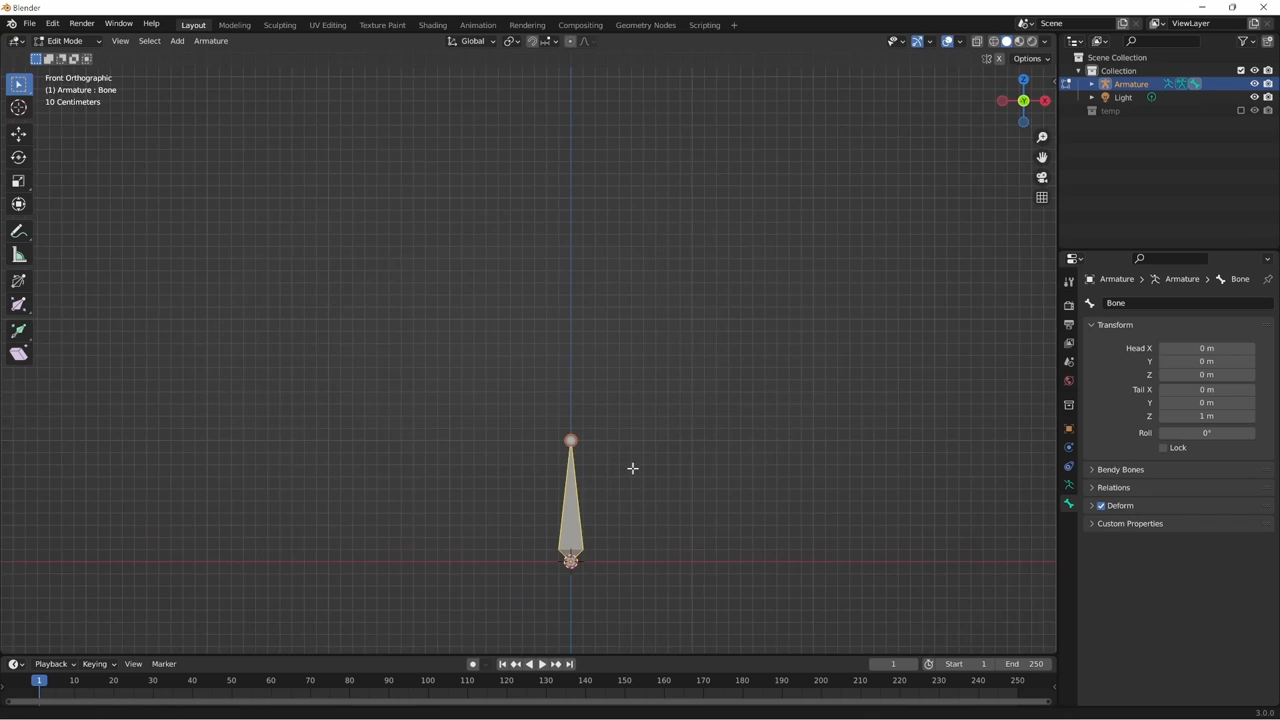 Blender
File Edit Render Window Help
Layout Modeling Sculpting UV Editing Texture Paint Shading Animation Rendering Compositing Geometry Nodes Scripting +
Scene
ViewLayer
Edit Mode View Select Add Armature
Global
Options
X
Front Orthographic
(1) Armature : Bone
10 Centimeters
Z
Y
X
Scene Collection
Collection
Armature
Light
temp
Armature > Armature > Bone
Bone
Transform
Head X 0 m
Y 0 m
Z 0 m
Tail X 0 m
Y 0 m
Z 1 m
Roll 0°
Lock
Bendy Bones
Relations
Deform
Custom Properties
Playback Keying View Marker
1 Start 1 End 250
1 10 20 30 40 50 60 70 80 90 100 110 120 130 140 150 160 170 180 190 200 210 220 230 240 250
3.0.0